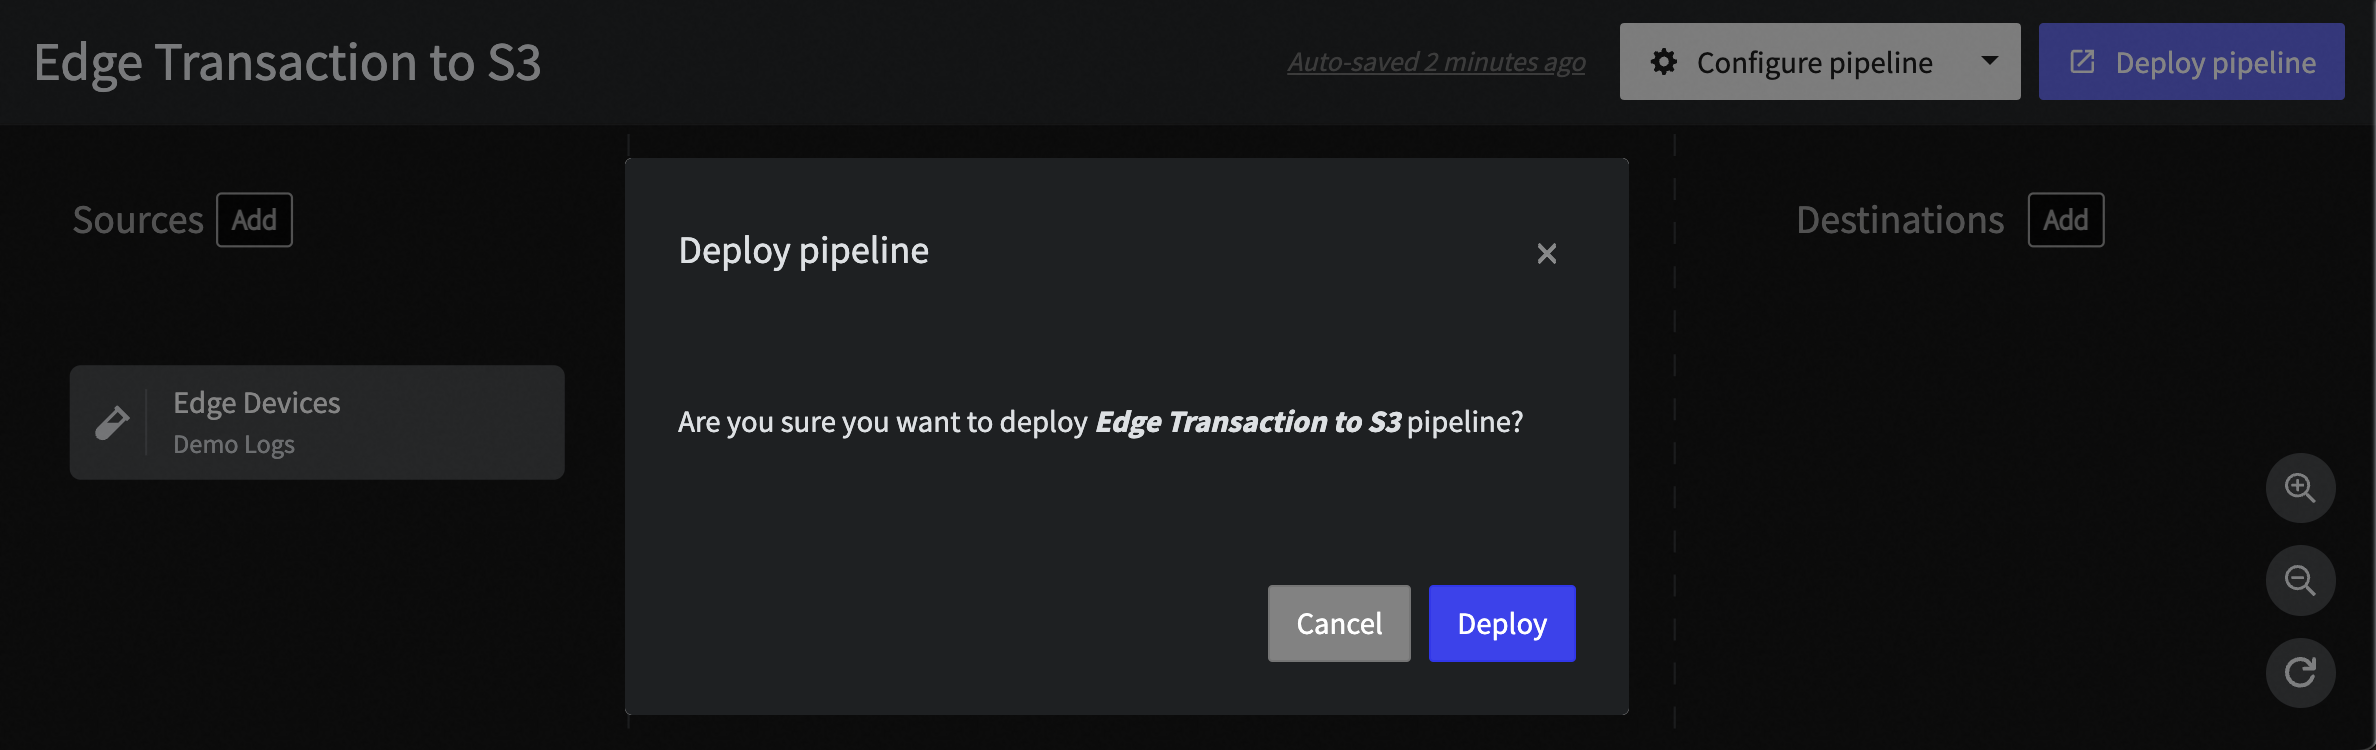 Edge Transaction to S3
Auto-saved 2 minutes ago
Configure pipeline
Deploy pipeline
Sources
Add
Edge Devices
Demo Logs
Deploy pipeline
Are you sure you want to deploy Edge Transaction to S3 pipeline?
Cancel
Deploy
Destinations
Add